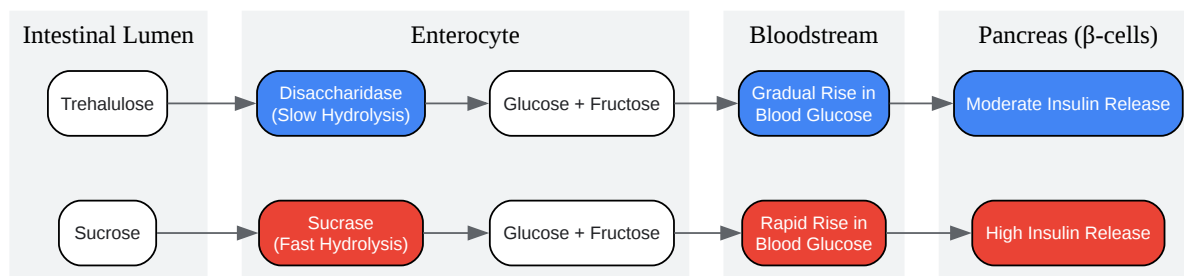 Intestinal Lumen
Enterocyte
Bloodstream
Pancreas (β-cells)
Trehalulose
Disaccharidase
(Slow Hydrolysis)
Glucose + Fructose
Gradual Rise in
Blood Glucose
Moderate Insulin Release
Sucrose
Sucrase
(Fast Hydrolysis)
Glucose + Fructose
Rapid Rise in
Blood Glucose
High Insulin Release